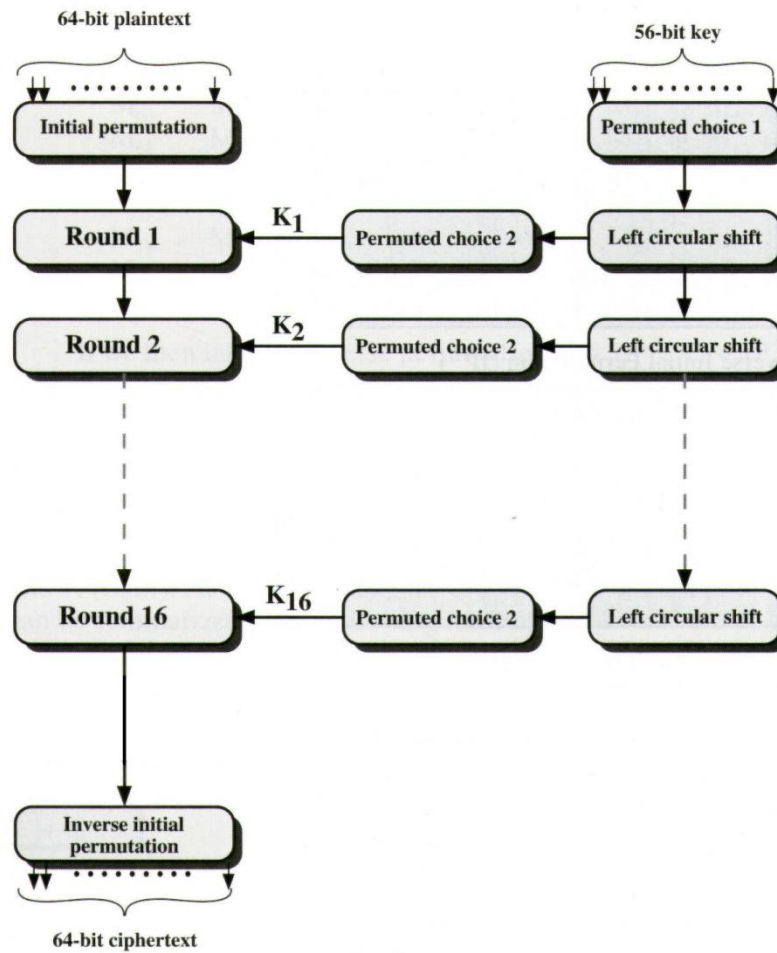 64-bit plaintext
56-bit key
Initial permutation
Permuted choice 1
Round 1
K1
Permuted choice 2
Left circular shift
Round 2
K2
Permuted choice 2
Left circular shift
Round 16
K16
Permuted choice 2
Left circular shift
Inverse initial
permutation
64-bit ciphertext